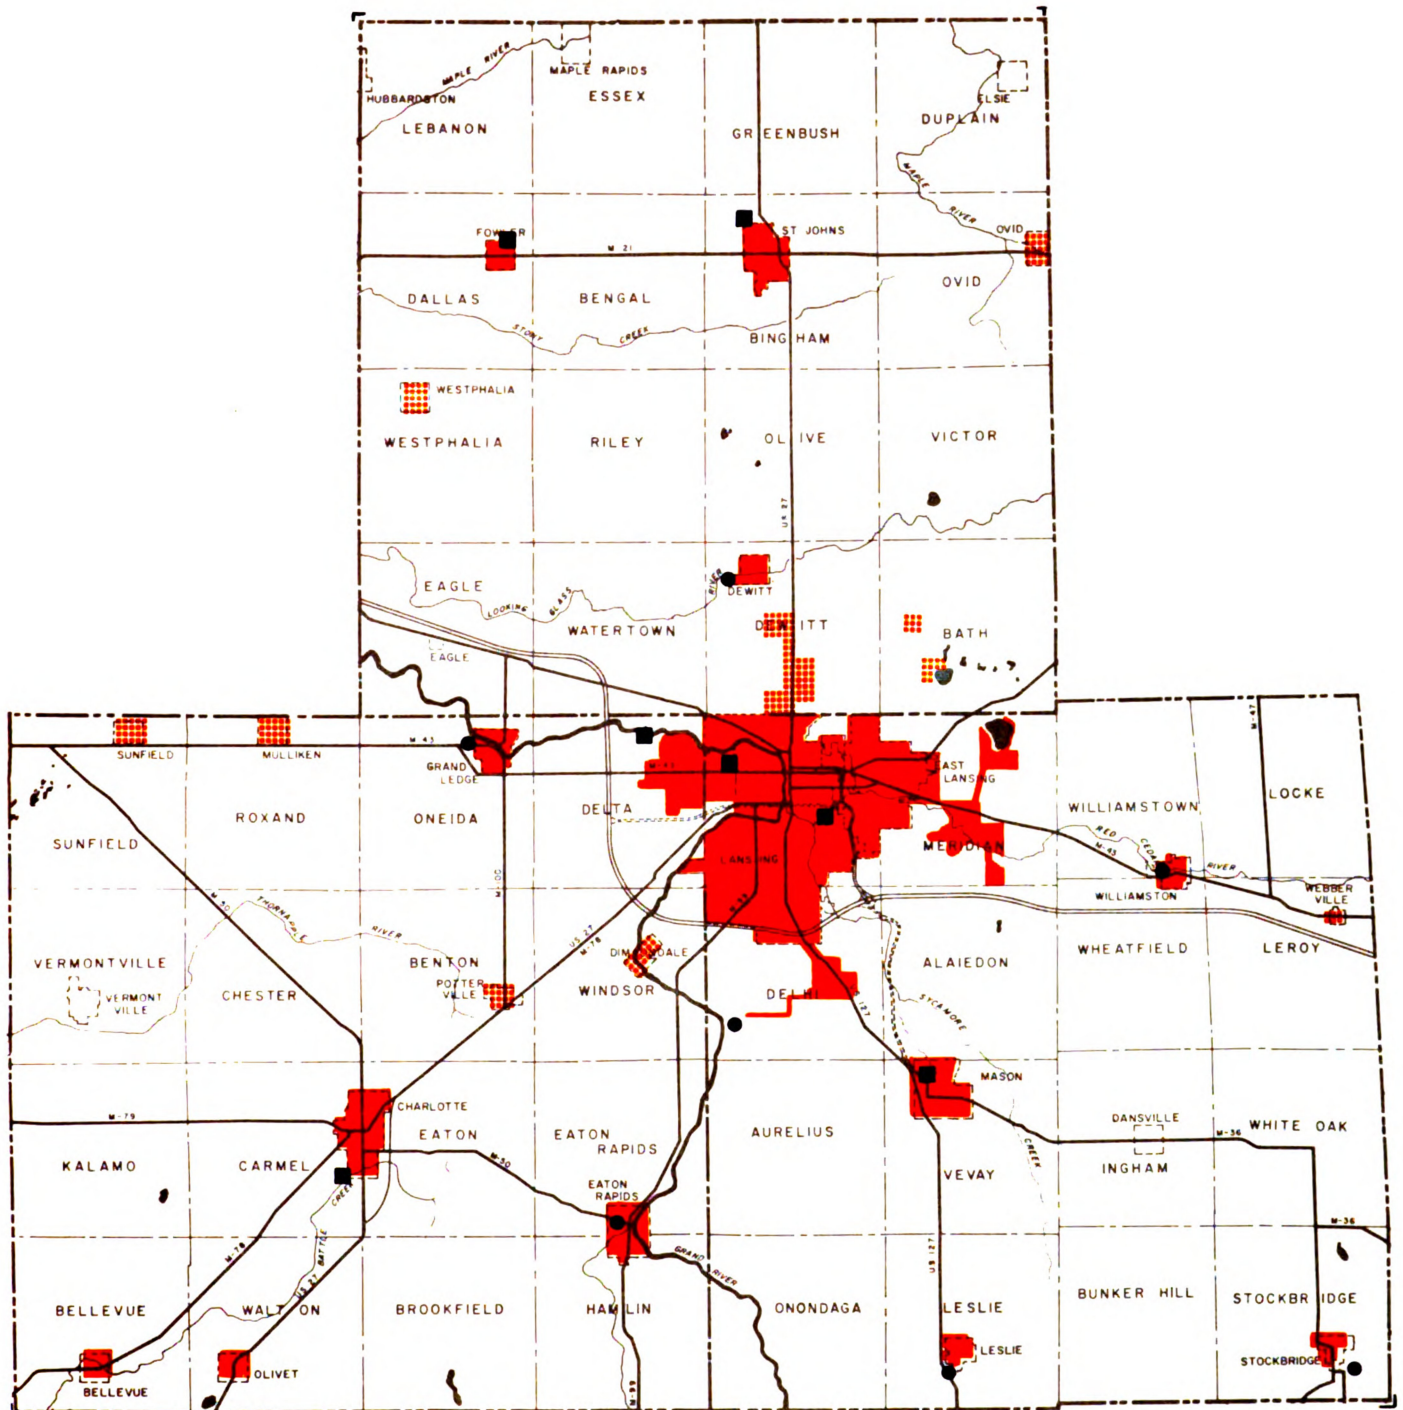 MAPLE RIVER
MAPLE RAPIDS
HUBBARDSTON
ESSEX
ELSIE
LEBANON
GREENBUSH
DUPLAIN
MAPLE
RIVER
FOWLER
M 21
ST JOHNS
OVID
DALLAS
BENGAL
OVID
STONY
CREEK
BINGHAM
WESTPHALIA
WESTPHALIA
RILEY
OLIVE
VICTOR
US 27
EAGLE
LOOKING GLASS
RIVER
DEWITT
WATERTOWN
DEWITT
BATH
EAGLE
SUNFIELD
MULLIKEN
M-43
GRAND
LEDGE
M-43
EAST
LANSING
M-47
SUNFIELD
ROXAND
ONEIDA
DELTA
WILLIAMSTOWN
LOCKE
LANSING
MERIDIAN
RED CEDAR
RIVER
M-43
M-50
M-100
M-99
WILLIAMSTON
WEBBER
VILLE
THORNAPPLE
RIVER
US-27
M-78
DIMONDALE
VERMONTVILLE
BENTON
WHEATFIELD
LEROY
ALAIEDON
VERMONT
VILLE
CHESTER
POTTER
VILLE
WINDSOR
DELHI
SYCAMORE
127
MASON
M-79
CHARLOTTE
EATON
EATON
RAPIDS
AURELIUS
DANSVILLE
M-36
WHITE OAK
KALAMO
CARMEL
M-50
VEVAY
CREEK
INGHAM
EATON
RAPIDS
CREEK
M-36
M-78
US 27
BATTLE
GRAND
RIVER
US 127
BELLEVUE
WALTON
BROOKFIELD
HAMLIN
ONONDAGA
LESLIE
BUNKER HILL
STOCKBRIDGE
LESLIE
STOCKBRIDGE
BELLEVUE
OLIVET
M-99